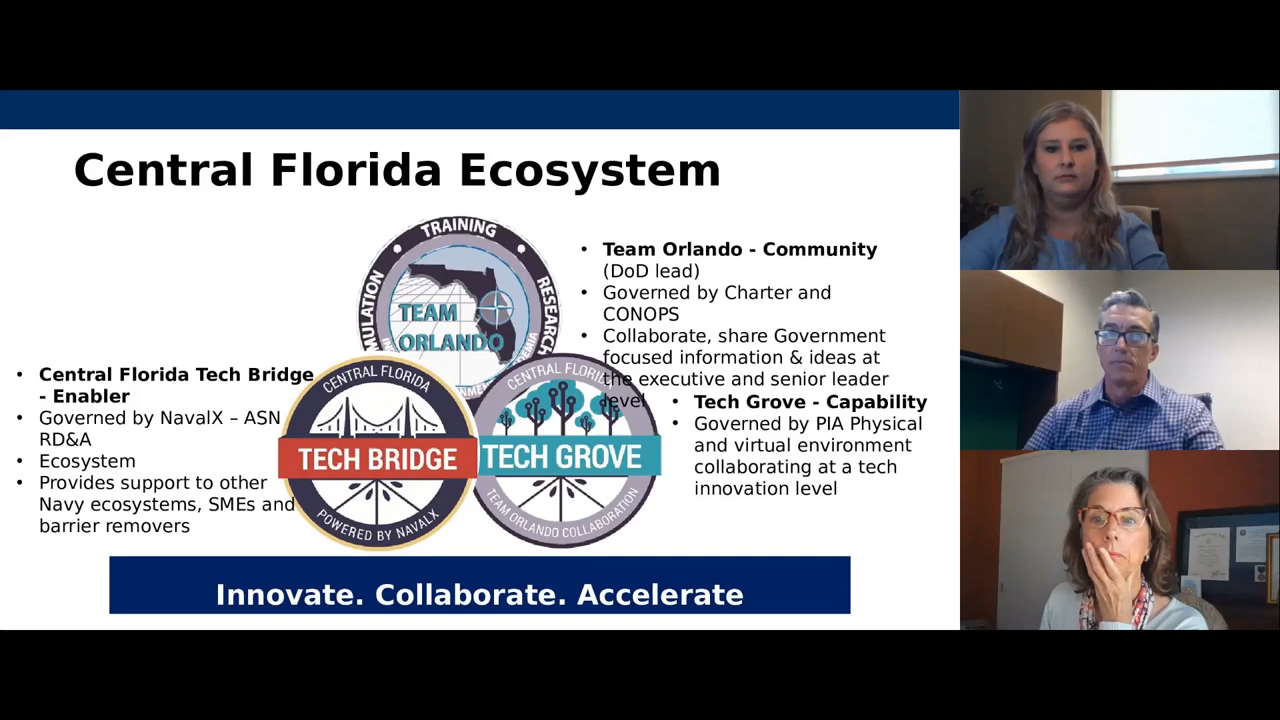 Central Florida Ecosystem
TRAINING
RESEARCH
TEAM
ORLANDO
• Team Orlando - Community
(DoD lead)
• Governed by Charter and
CONOPS
• Collaborate, share Government
focused information & ideas at
the executive and senior leader
level
• Central Florida Tech Bridge
- Enabler
• Governed by NavalX – ASN
RD&A
• Ecosystem
• Provides support to other
Navy ecosystems, SMEs and
barrier removers
CENTRAL FLORIDA
TECH BRIDGE
POWERED BY NAVALX
CENTRAL FLORIDA
TECH GROVE
TEAM ORLANDO COLLABORATION
• Tech Grove - Capability
• Governed by PIA Physical
and virtual environment
collaborating at a tech
innovation level
Innovate. Collaborate. Accelerate